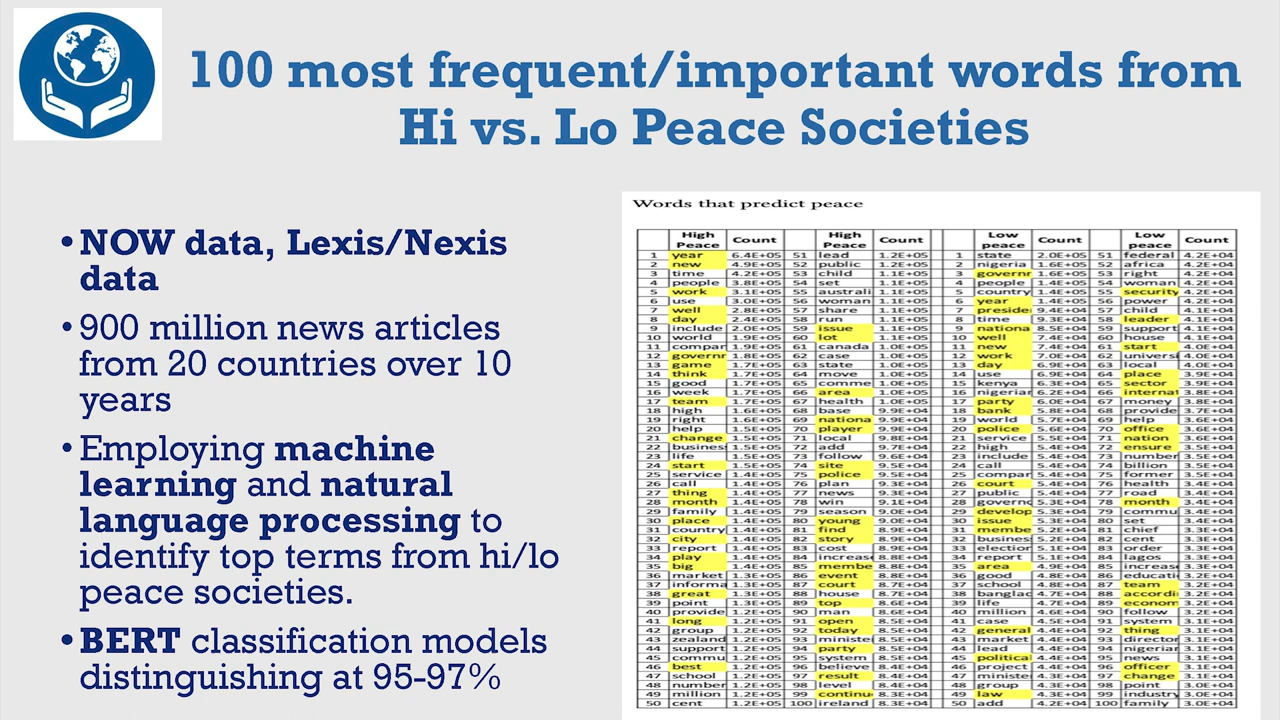 100 most frequent/important words from
Hi vs. Lo Peace Societies
•NOW data, Lexis/Nexis
data
•900 million news articles
from 20 countries over 10
years
•Employing machine
learning and natural
language processing to
identify top terms from hi/lo
peace societies.
•BERT classification models
distinguishing at 95-97%
Words that predict peace
High Peace Count High Peace Count Low peace Count Low peace Count
1 year 6.4E+05 51 lead 1.2E+05 1 state 2.0E+05 51 federal 4.2E+04
2 new 4.9E+05 52 public 1.2E+05 2 nigeria 1.6E+05 52 africa 4.2E+04
3 time 4.2E+05 53 child 1.1E+05 3 governr 1.6E+05 53 right 4.2E+04
4 people 3.8E+05 54 set 1.1E+05 4 people 1.4E+05 54 woman 4.2E+04
5 work 3.1E+05 55 australi 1.1E+05 5 country 1.4E+05 55 security 4.2E+04
6 use 3.0E+05 56 woman 1.1E+05 6 year 1.4E+05 56 power 4.2E+04
7 well 2.8E+05 57 share 1.1E+05 7 preside 9.4E+04 57 child 4.1E+04
8 day 2.4E+05 58 run 1.1E+05 8 time 9.3E+04 58 leader 4.1E+04
9 include 2.0E+05 59 issue 1.1E+05 9 nationa 8.5E+04 59 support 4.1E+04
10 world 1.9E+05 60 lot 1.1E+05 10 well 7.4E+04 60 house 4.1E+04
11 compar 1.9E+05 61 canada 1.0E+05 11 new 7.4E+04 61 start 4.0E+04
12 governr 1.8E+05 62 case 1.0E+05 12 work 7.0E+04 62 universi 4.0E+04
13 game 1.7E+05 63 state 1.0E+05 13 day 6.9E+04 63 local 4.0E+04
14 think 1.7E+05 64 move 1.0E+05 14 use 6.9E+04 64 place 3.9E+04
15 good 1.7E+05 65 comme 1.0E+05 15 kenya 6.3E+04 65 sector 3.9E+04
16 week 1.7E+05 66 area 1.0E+05 16 nigeriar 6.2E+04 66 interna 3.8E+04
17 team 1.7E+05 67 health 1.0E+05 17 party 6.0E+04 67 money 3.8E+04
18 high 1.6E+05 68 base 9.9E+04 18 bank 5.8E+04 68 provide 3.7E+04
19 right 1.6E+05 69 nationa 9.9E+04 19 world 5.7E+04 69 help 3.6E+04
20 help 1.5E+05 70 player 9.9E+04 20 police 5.6E+04 70 office 3.6E+04
21 change 1.5E+05 71 local 9.8E+04 21 service 5.5E+04 71 nation 3.6E+04
22 busines 1.5E+05 72 add 9.7E+04 22 high 5.4E+04 72 ensure 3.5E+04
23 life 1.5E+05 73 follow 9.6E+04 23 include 5.4E+04 73 number 3.5E+04
24 start 1.5E+05 74 site 9.5E+04 24 call 5.4E+04 74 billion 3.5E+04
25 service 1.4E+05 75 police 9.5E+04 25 compar 5.4E+04 75 former 3.5E+04
26 call 1.4E+05 76 plan 9.3E+04 26 court 5.4E+04 76 health 3.4E+04
27 thing 1.4E+05 77 news 9.3E+04 27 public 5.4E+04 77 road 3.4E+04
28 month 1.4E+05 78 win 9.1E+04 28 governo 5.3E+04 78 month 3.4E+04
29 family 1.4E+05 79 season 9.0E+04 29 develop 5.3E+04 79 commu 3.4E+04
30 place 1.4E+05 80 young 9.0E+04 30 issue 5.3E+04 80 set 3.4E+04
31 country 1.4E+05 81 find 8.9E+04 31 membe 5.2E+04 81 chief 3.3E+04
32 city 1.4E+05 82 story 8.9E+04 32 busines 5.1E+04 82 cent 3.3E+04
33 report 1.4E+05 83 cost 8.9E+04 33 election 5.1E+04 83 order 3.3E+04
34 play 1.4E+05 84 increase 8.8E+04 34 report 5.1E+04 84 lagos 3.3E+04
35 big 1.4E+05 85 membe 8.8E+04 35 area 4.9E+04 85 increase 3.3E+04
36 market 1.3E+05 86 event 8.8E+04 36 good 4.8E+04 86 educati 3.2E+04
37 informa 1.3E+05 87 court 8.7E+04 37 school 4.8E+04 87 team 3.2E+04
38 great 1.3E+05 88 house 8.7E+04 38 banglac 4.7E+04 88 accordi 3.2E+04
39 point 1.3E+05 89 top 8.6E+04 39 life 4.7E+04 89 econom 3.2E+04
40 provide 1.2E+05 90 man 8.6E+04 40 million 4.6E+04 90 follow 3.2E+04
41 long 1.2E+05 91 open 8.5E+04 41 case 4.5E+04 91 system 3.1E+04
42 group 1.2E+05 92 today 8.5E+04 42 general 4.4E+04 92 thing 3.1E+04
43 zealand 1.2E+05 93 ministe 8.5E+04 43 market 4.4E+04 93 director 3.1E+04
44 support 1.2E+05 94 party 8.5E+04 44 lead 4.4E+04 94 nigeriar 3.1E+04
45 commu 1.2E+05 95 system 8.5E+04 45 political 4.4E+04 95 news 3.1E+04
46 best 1.2E+05 96 believe 8.4E+04 46 project 4.4E+04 96 officer 3.1E+04
47 school 1.2E+05 97 result 8.4E+04 47 ministe 4.3E+04 97 change 3.1E+04
48 number 1.2E+05 98 level 8.4E+04 48 group 4.3E+04 98 point 3.0E+04
49 million 1.2E+05 99 continu 8.3E+04 49 law 4.3E+04 99 industry 3.0E+04
50 cent 1.2E+05 100 ireland 8.3E+04 50 add 4.2E+04 100 family 3.0E+04